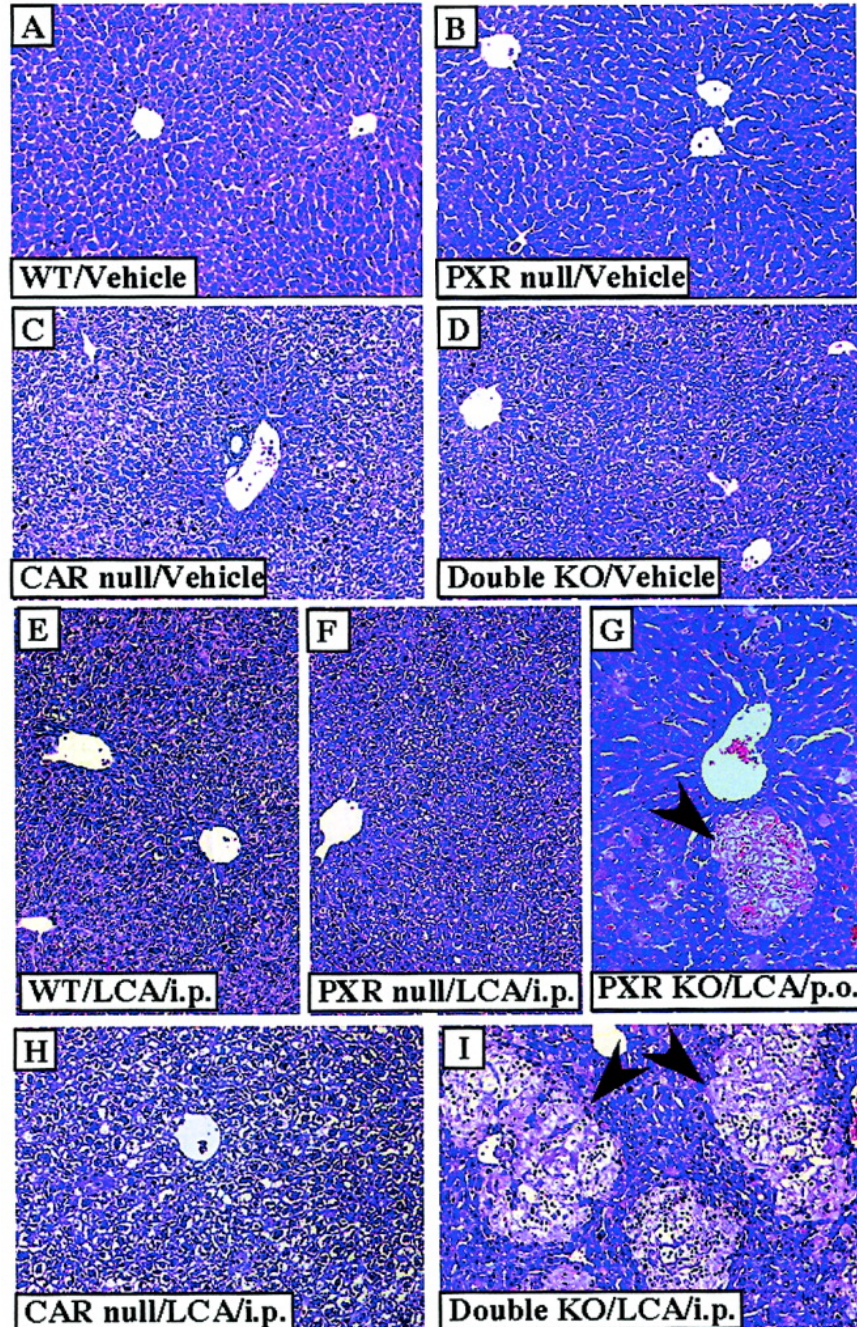 A
WT/Vehicle
B
PXR null/Vehicle
C
CAR null/Vehicle
D
Double KO/Vehicle
E
WT/LCA/i.p.
F
PXR null/LCA/i.p.
G
PXR KO/LCA/p.o.
H
CAR null/LCA/i.p.
I
Double KO/LCA/i.p.